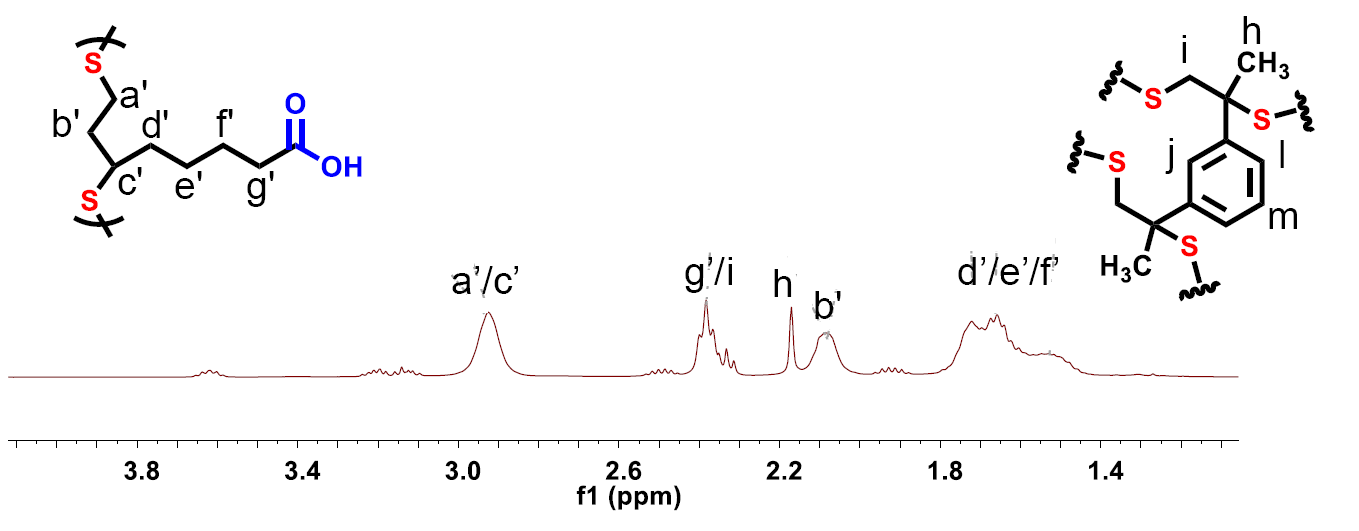 S
a'
b'
d'
f'
O
OH
c'
e'
g'
S
i
h
CH3
S
S
j
l
S
m
S
H3C
a'/c'
g'/i
h
b'
d'/e'/f'
3.8 3.4 3.0 2.6 2.2 1.8 1.4
f1 (ppm)